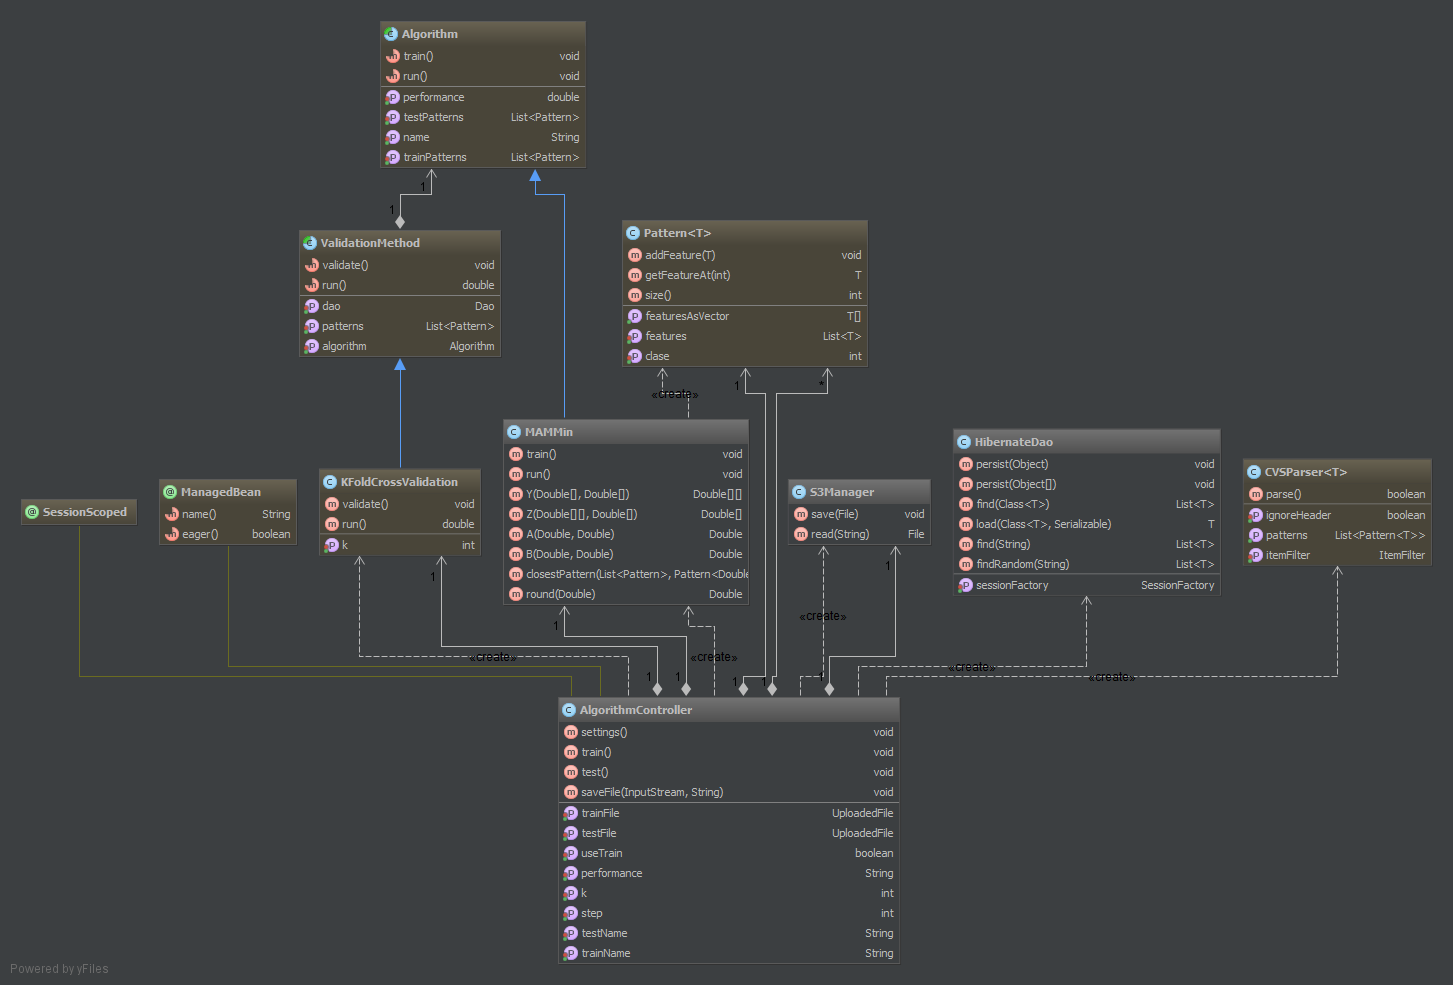 Algorithm
train() void
run() void
performance double
testPatterns List<Pattern>
name String
trainPatterns List<Pattern>
1
1
ValidationMethod
validate() void
run() double
dao Dao
patterns List<Pattern>
algorithm Algorithm
Pattern<T>
addFeature(T) void
getFeatureAt(int) T
size() int
featuresAsVector T[]
features List<T>
clase int
1
*
«create»
MAMMin
train() void
run() void
Y(Double[], Double[]) Double[][]
Z(Double[][], Double[]) Double[]
A(Double, Double) Double
B(Double, Double) Double
closestPattern(List<Pattern>, Pattern<Double
round(Double) Double
HibernateDao
persist(Object) void
persist(Object[]) void
find(Class<T>) List<T>
load(Class<T>, Serializable) T
find(String) List<T>
findRandom(String) List<T>
sessionFactory SessionFactory
CVSParser<T>
parse() boolean
ignoreHeader boolean
patterns List<Pattern<T>>
itemFilter ItemFilter
SessionScoped
ManagedBean
name() String
eager() boolean
KFoldCrossValidation
validate() void
run() double
k int
S3Manager
save(File) void
read(String) File
1
1
1
«create»
«create»
«create»
«create»
«create»
1
1
1
1
1
AlgorithmController
settings() void
train() void
test() void
saveFile(InputStream, String) void
trainFile UploadedFile
testFile UploadedFile
useTrain boolean
performance String
k int
step int
testName String
trainName String
Powered by yFiles